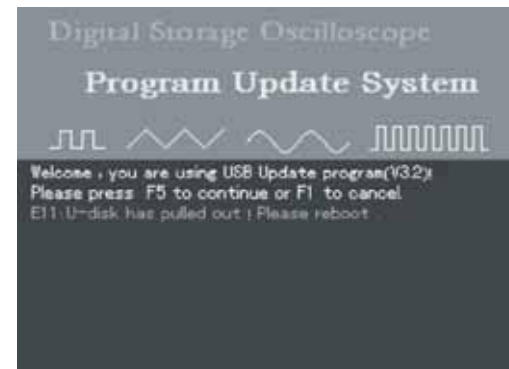 Digital Storage Oscilloscope
Program Update System
Welcome , you are using USB Update program(V3.2)!
Please press F5 to continue or F1 to cancel
E11 U-disk has pulled out ! Please reboot